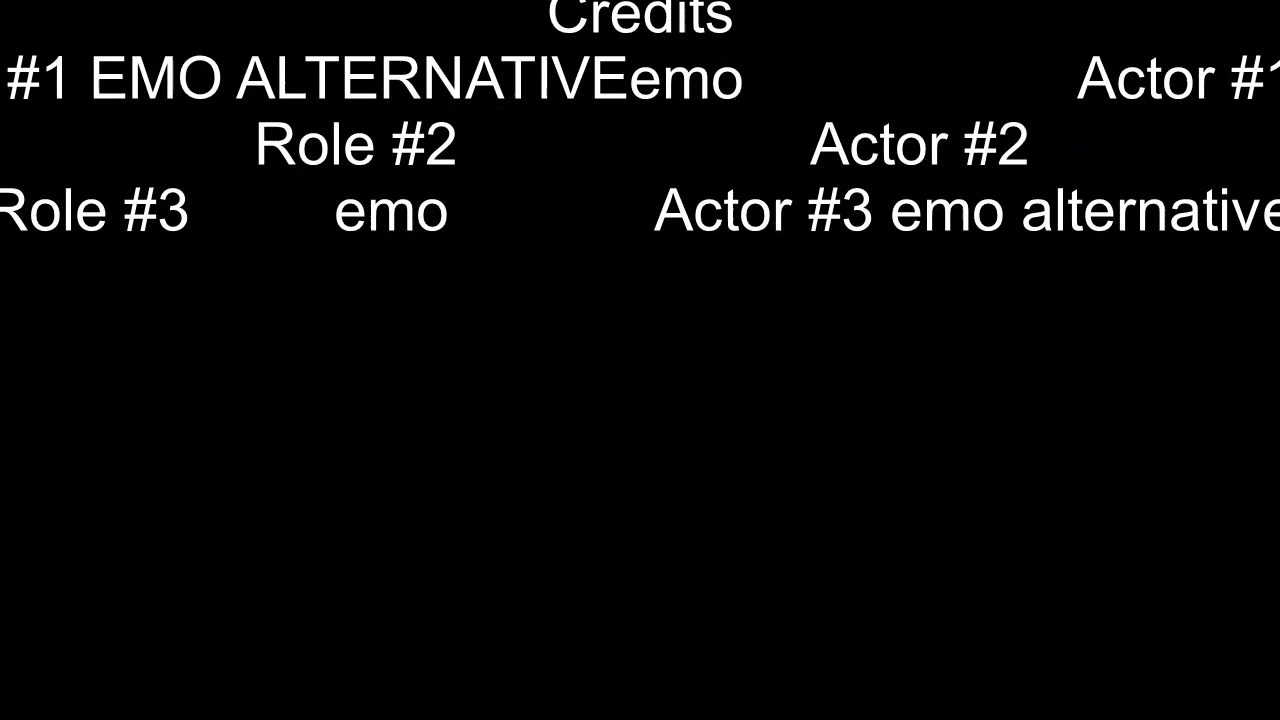 Credits
#1 EMO ALTERNATIVEemo Actor #1
Role #2 Actor #2
Role #3 emo Actor #3 emo alternative